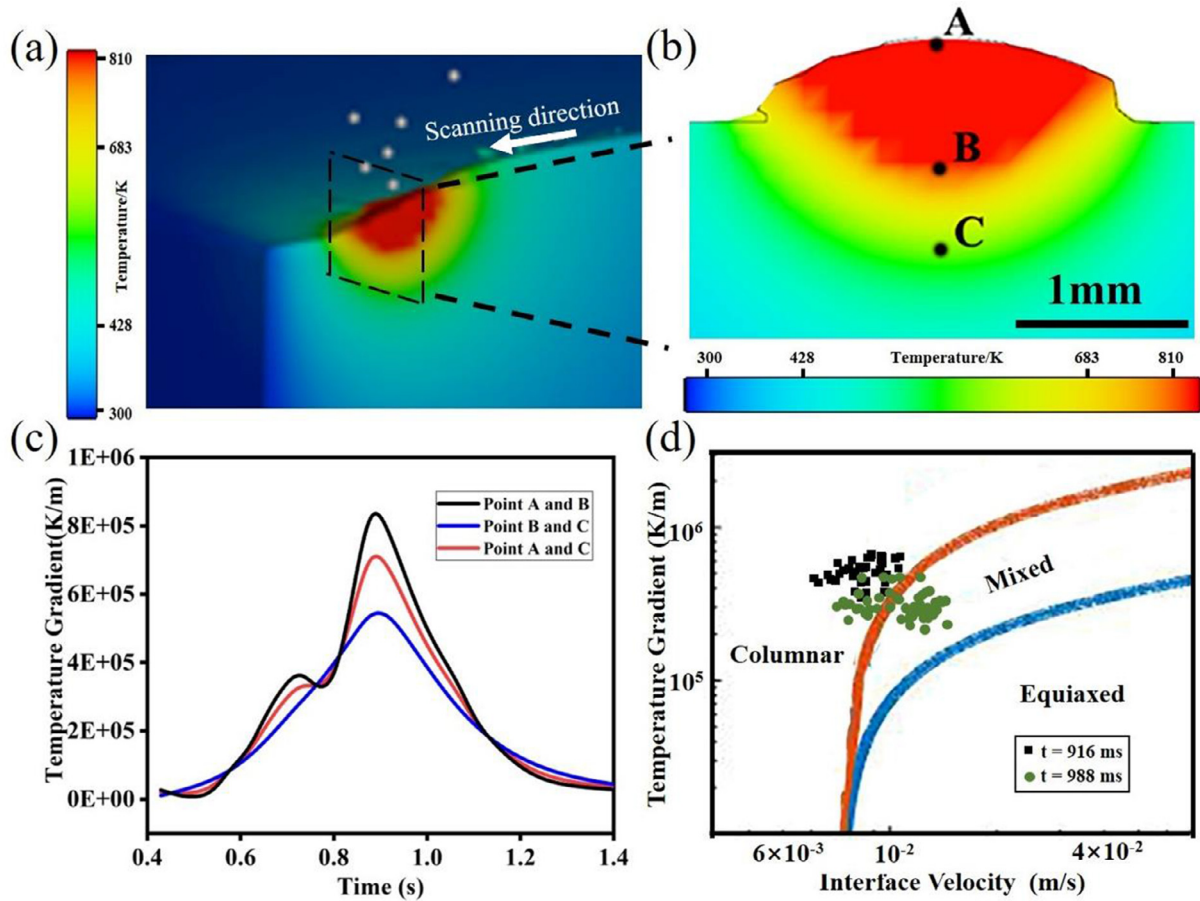 (a)
810
683
428
300
Temperature/K
Scanning direction
(b)
A
B
C
1mm
300 428 Temperature/K 683 810
(c)
1E+06
8E+05
6E+05
4E+05
2E+05
0E+00
Temperature Gradient(K/m)
Point A and B
Point B and C
Point A and C
0.4 0.6 0.8 1.0 1.2 1.4
Time (s)
(d)
Temperature Gradient (K/m)
10⁶
10⁵
Columnar
Mixed
Equiaxed
t = 916 ms
t = 988 ms
6×10⁻³ 10⁻² 4×10⁻²
Interface Velocity (m/s)